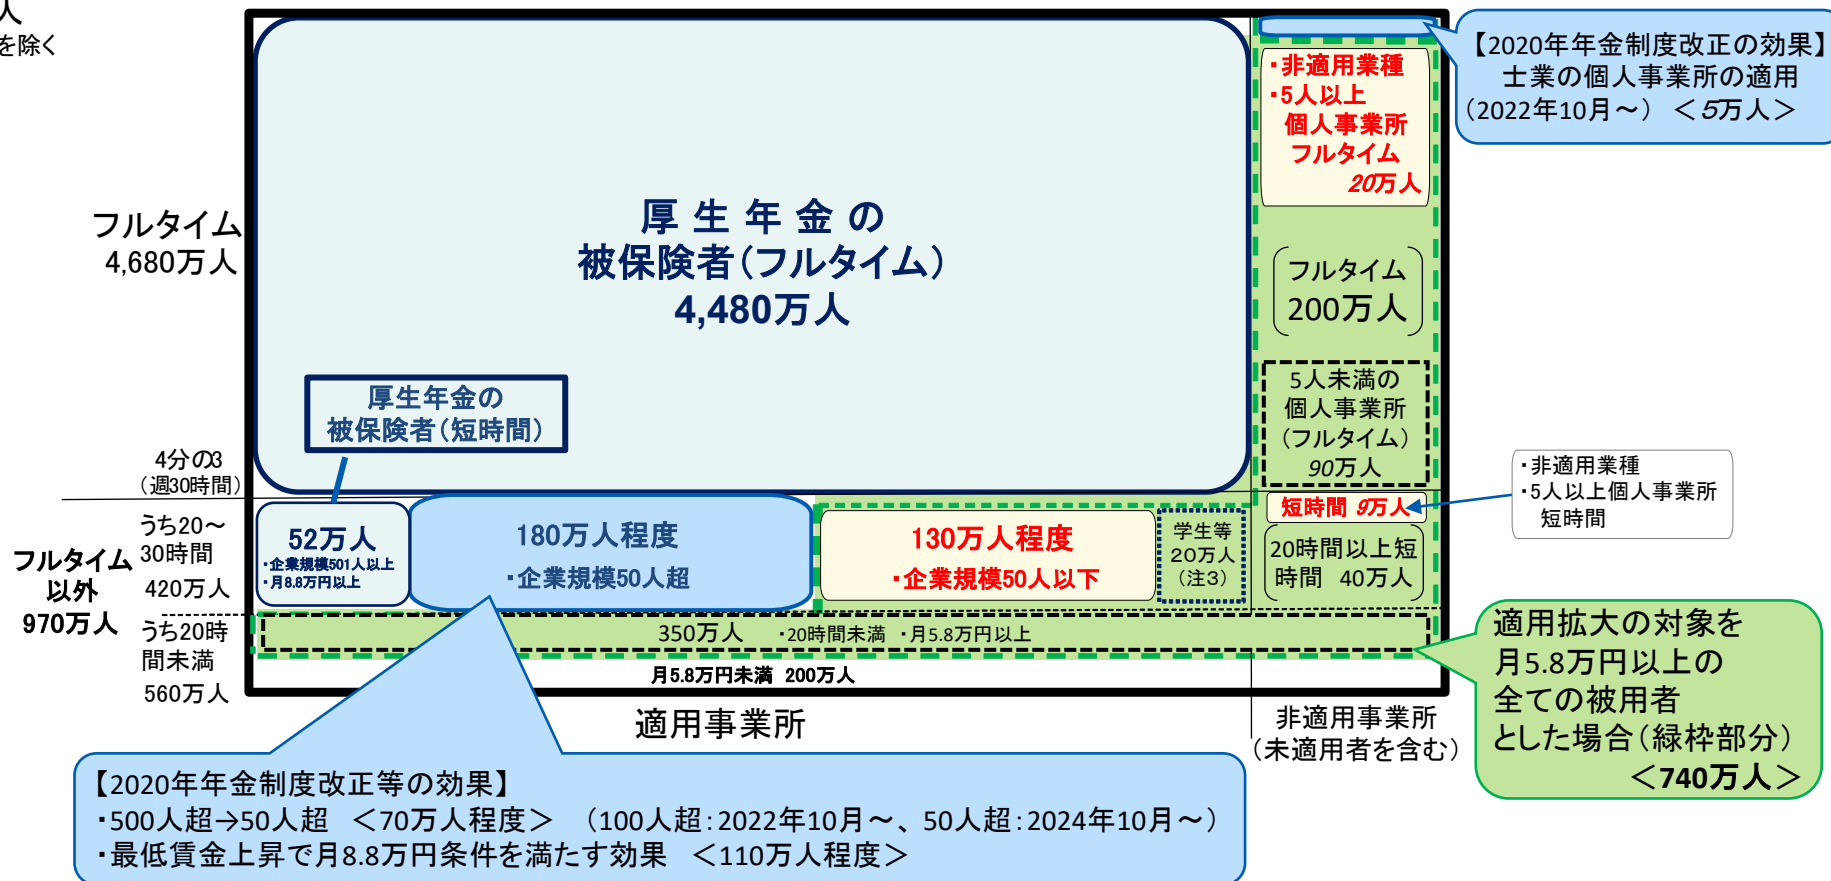 人
を除く
フルタイム
4,680万人
4分の3
（週30時間）
フルタイム
以外
970万人
うち20～
30時間
420万人
うち20時
間未満
560万人
厚生年金の
被保険者（フルタイム）
4,480万人
厚生年金の
被保険者（短時間）
52万人
・企業規模501人以上
・月8.8万円以上
180万人程度
・企業規模50人超
130万人程度
・企業規模50人以下
学生等
20万人
（注3）
350万人　・20時間未満　・月5.8万円以上
月5.8万円未満 200万人
・非適用業種
・5人以上
個人事業所
フルタイム
20万人
フルタイム
200万人
5人未満の
個人事業所
（フルタイム）
90万人
短時間 9万人
20時間以上短
時間 40万人
【2020年年金制度改正の効果】
士業の個人事業所の適用
（2022年10月～）＜5万人＞
・非適用業種
・5人以上個人事業所
短時間
適用拡大の対象を
月5.8万円以上の
全ての被用者
とした場合（緑枠部分）
＜740万人＞
適用事業所
非適用事業所
（未適用者を含む）
【2020年年金制度改正等の効果】
・500人超→50人超　＜70万人程度＞　（100人超：2022年10月～、50人超：2024年10月～）
・最低賃金上昇で月8.8万円条件を満たす効果　＜110万人程度＞